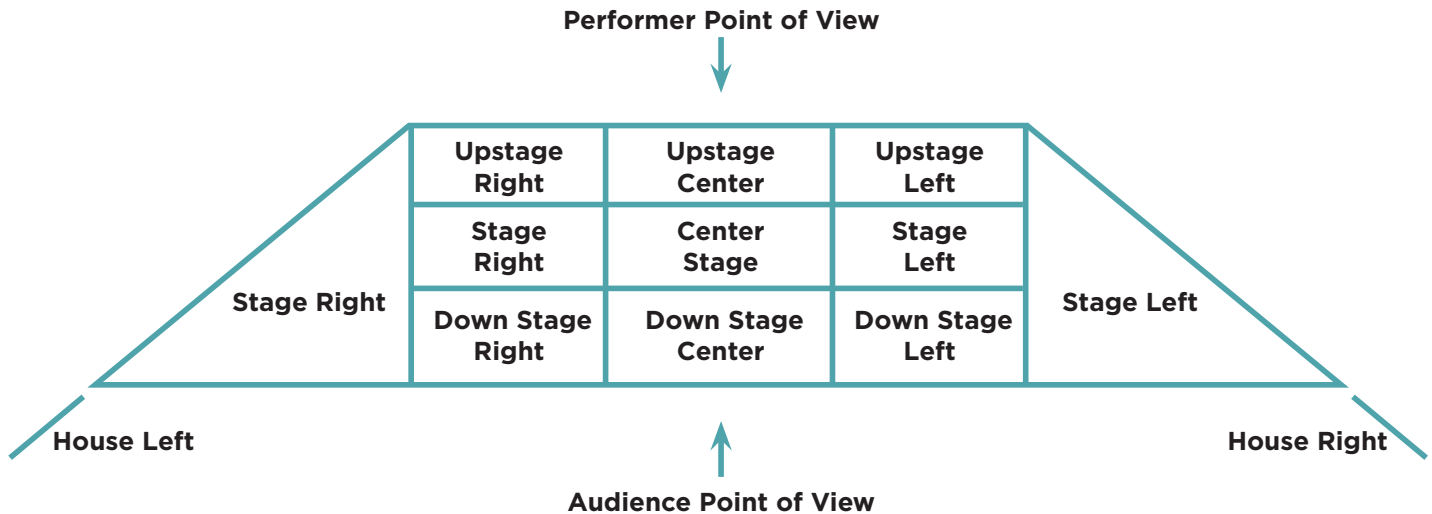 Performer Point of View
Upstage
Right
Upstage
Center
Upstage
Left
Stage
Right
Center
Stage
Stage
Left
Stage Right
Stage Left
Down Stage
Right
Down Stage
Center
Down Stage
Left
House Left
House Right
Audience Point of View